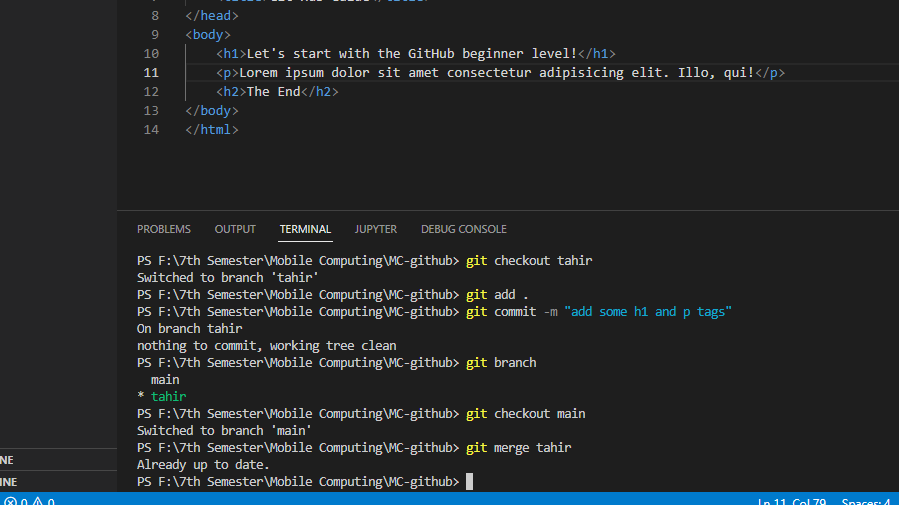 8 </head>
9 <body>
10 <h1>Let's start with the GitHub beginner level!</h1>
11 <p>Lorem ipsum dolor sit amet consectetur adipisicing elit. Illo, qui!</p>
12 <h2>The End</h2>
13 </body>
14 </html>
PROBLEMS OUTPUT TERMINAL JUPYTER DEBUG CONSOLE
PS F:\7th Semester\Mobile Computing\MC-github> git checkout tahir
Switched to branch 'tahir'
PS F:\7th Semester\Mobile Computing\MC-github> git add .
PS F:\7th Semester\Mobile Computing\MC-github> git commit -m "add some h1 and p tags"
On branch tahir
nothing to commit, working tree clean
PS F:\7th Semester\Mobile Computing\MC-github> git branch
main
* tahir
PS F:\7th Semester\Mobile Computing\MC-github> git checkout main
Switched to branch 'main'
PS F:\7th Semester\Mobile Computing\MC-github> git merge tahir
Already up to date.
PS F:\7th Semester\Mobile Computing\MC-github>
NE
INE
0 0 Ln 11, Col 79 Spaces: 4